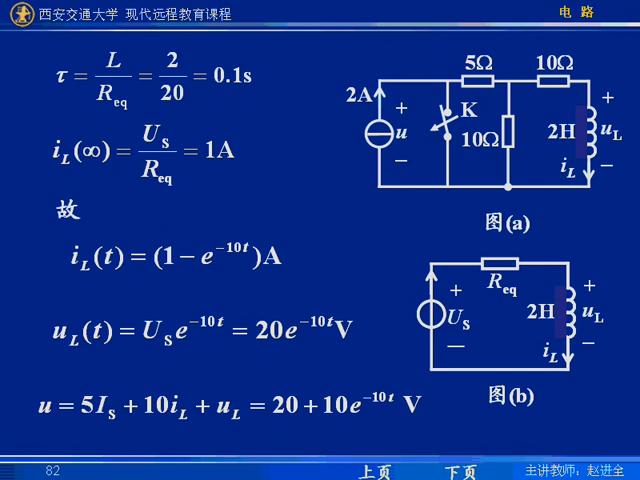 西安交通大学 现代远程教育课程
电 路
τ = L/R_eq = 2/20 = 0.1s
i_L(∞) = U_S/R_eq = 1A
故
i_L(t) = (1 − e^{−10t})A
u_L(t) = U_S e^{−10t} = 20e^{−10t}V
u = 5I_S + 10i_L + u_L = 20 + 10e^{−10t} V
5Ω
10Ω
2A
+
u
−
K
10Ω
2H
+
u_L
−
i_L
图(a)
R_eq
+
U_S
−
2H
+
u_L
−
i_L
图(b)
82
上页
下页
主讲教师：赵进全